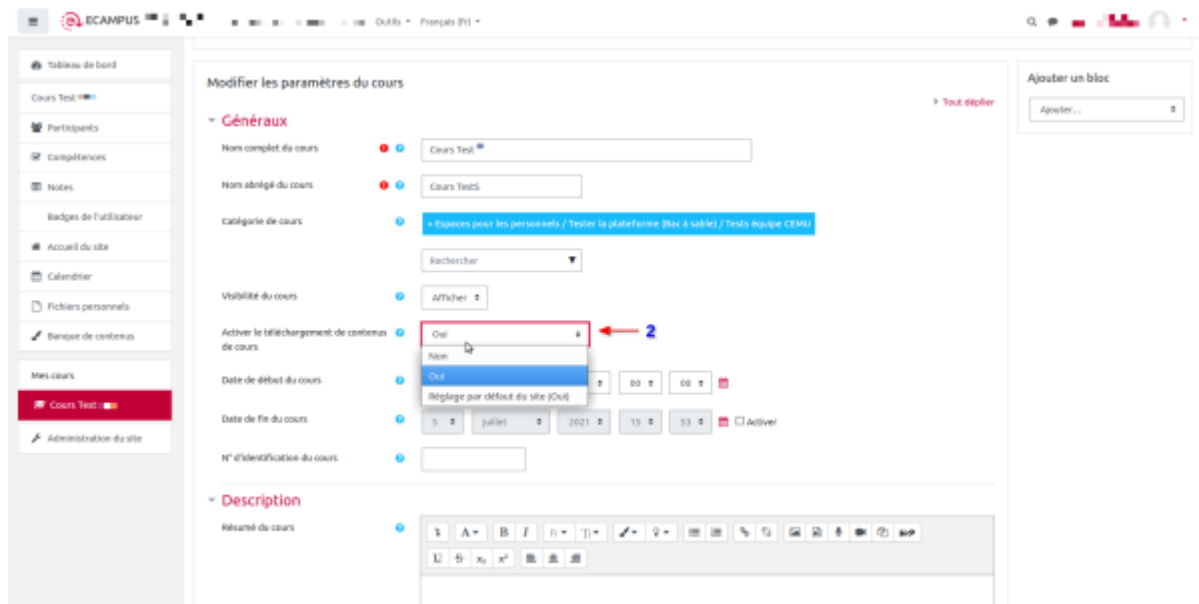 ECAMPUS
Outils
Français (fr)
Tableau de bord
Cours Test
Participants
Compétences
Notes
Badges de l'utilisateur
Accueil du site
Calendrier
Fichiers personnels
Banque de contenus
Mes cours
Cours Test
Administration du site
Modifier les paramètres du cours
Tout déplier
Généraux
Nom complet du cours
Cours Test
Nom abrégé du cours
Cours TestS
Catégorie de cours
× Espaces pour les personnels / Tester la plateforme (Bac à sable) / Tests équipe CEMU
Rechercher
Visibilité du cours
Afficher
Activer le téléchargement de contenus
de cours
Oui
2
Non
Oui
Réglage par défaut du site (Oui)
Date de début du cours
00 00
Date de fin du cours
5 juillet 2021 15 53 Activer
N° d'identification du cours
Description
Résumé du cours
Ajouter un bloc
Ajouter...